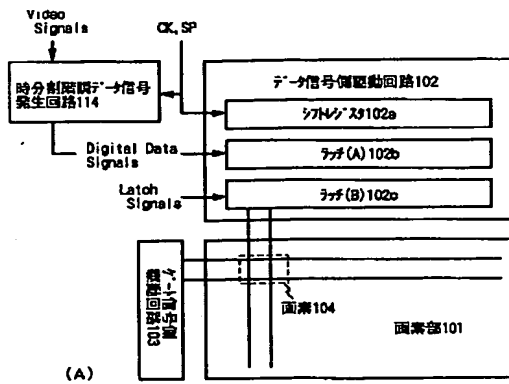 Video
Signals
CK,SP
時分割階調データ信号
発生回路114
データ信号側駆動回路102
シフトレジスタ102a
Digital Data
Signals
ラッチ(A)102b
Latch
Signals
ラッチ(B)102c
ゲート信号側
駆動回路103
画素104
画素部101
(A)